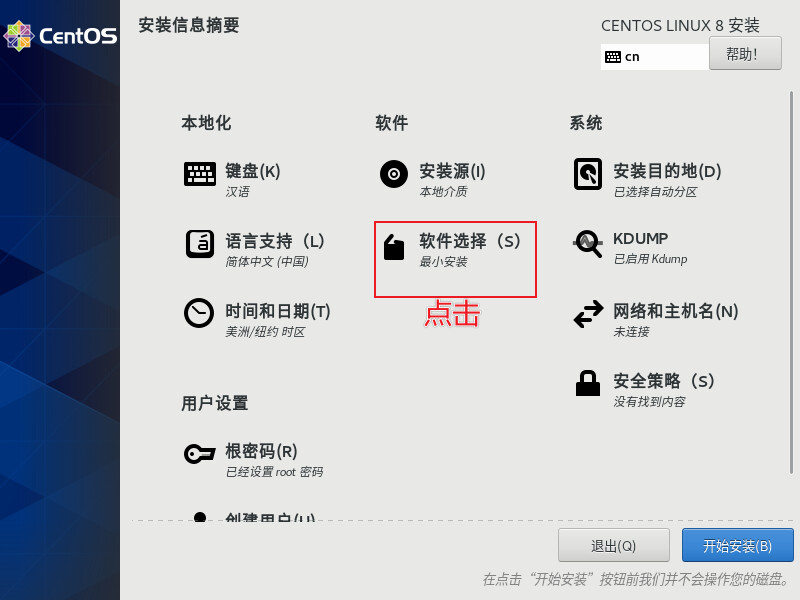 CentOS
安装信息摘要
CENTOS LINUX 8 安装
cn
帮助!
本地化
键盘(K)
汉语
语言支持（L）
简体中文 (中国)
时间和日期(T)
美洲/纽约 时区
用户设置
根密码(R)
已经设置 root 密码
创建用户(U)
软件
安装源(I)
本地介质
软件选择（S）
最小安装
点击
系统
安装目的地(D)
已选择自动分区
KDUMP
已启用 Kdump
网络和主机名(N)
未连接
安全策略（S）
没有找到内容
退出(Q)
开始安装(B)
在点击“开始安装”按钮前我们并不会操作您的磁盘。